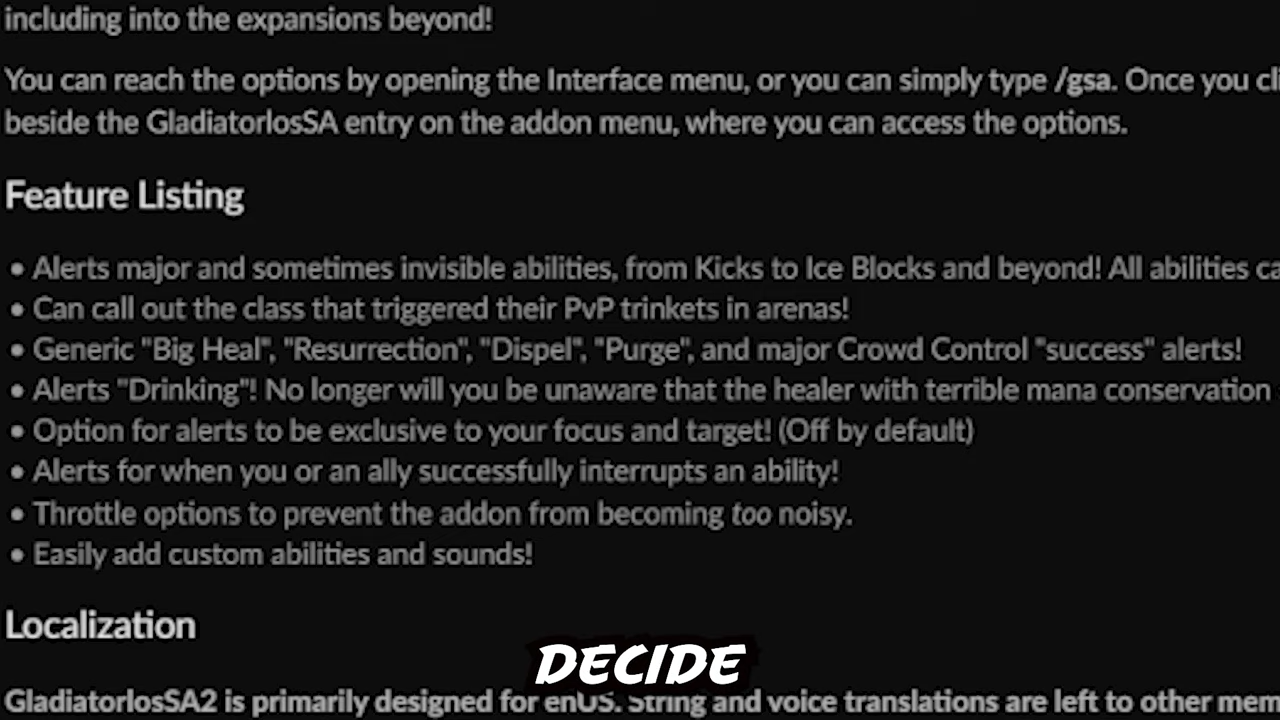 including into the expansions beyond!
You can reach the options by opening the Interface menu, or you can simply type /gsa. Once you cli
beside the GladiatorlosSA entry on the addon menu, where you can access the options.
Feature Listing
• Alerts major and sometimes invisible abilities, from Kicks to Ice Blocks and beyond! All abilities ca
• Can call out the class that triggered their PvP trinkets in arenas!
• Generic "Big Heal", "Resurrection", "Dispel", "Purge", and major Crowd Control "success" alerts!
• Alerts "Drinking"! No longer will you be unaware that the healer with terrible mana conservation
• Option for alerts to be exclusive to your focus and target! (Off by default)
• Alerts for when you or an ally successfully interrupts an ability!
• Throttle options to prevent the addon from becoming too noisy.
• Easily add custom abilities and sounds!
Localization
DECIDE
GladiatorlosSA2 is primarily designed for enUS. String and voice translations are left to other mem